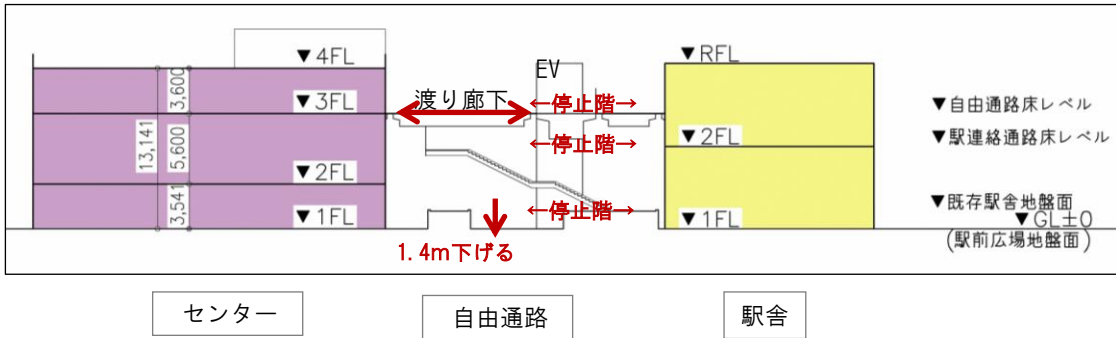 ▼4FL
EV
▼RFL
3,600
▼3FL
渡り廊下
←停止階→
▼自由通路床レベル
13,141
5,600
←停止階→
▼2FL
▼駅連絡通路床レベル
▼2FL
3,541
▼1FL
←停止階→
▼1FL
▼既存駅舎地盤面
▼GL±0
(駅前広場地盤面)
1.4m下げる
センター
自由通路
駅舎